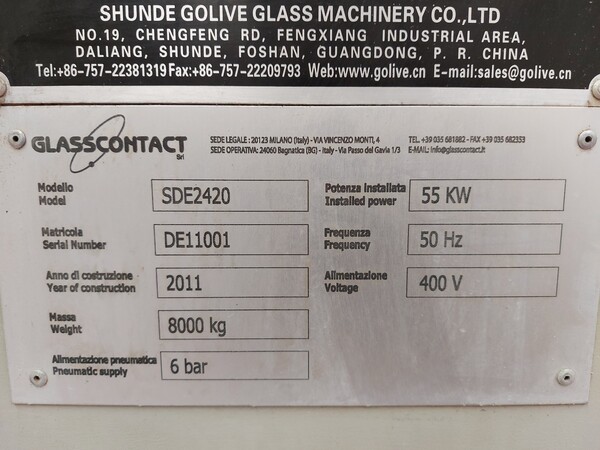 SHUNDE GOLIVE GLASS MACHINERY CO.,LTD
NO.19, CHENGFENG RD, FENGXIANG INDUSTRIAL AREA,
DALIANG, SHUNDE, FOSHAN, GUANGDONG, P. R. CHINA
Tel:+86-757-22381319 Fax:+86-757-22209793 Web:www.golive.cn E-mail:sales@golive.cn
GLASSCONTACT
Srl
SEDE LEGALE : 20123 MILANO (Italy) - VIA VINCENZO MONTI, 4
SEDE OPERATIVA: 24060 Bagnatica (BG) - Italy - Via Passo del Gavia 1/3
TEL. +39 035 681882 - FAX +39 035 682353
E-MAIL: info@glasscontact.it
Modello
Model
SDE2420
Potenza installata
Installed power
55 KW
Matricola
Serial Number
DE11001
Frequenza
Frequency
50 Hz
Anno di costruzione
Year of construction
2011
Alimentazione
Voltage
400 V
Massa
Weight
8000 kg
Alimentazione pneumatica
Pneumatic supply
6 bar